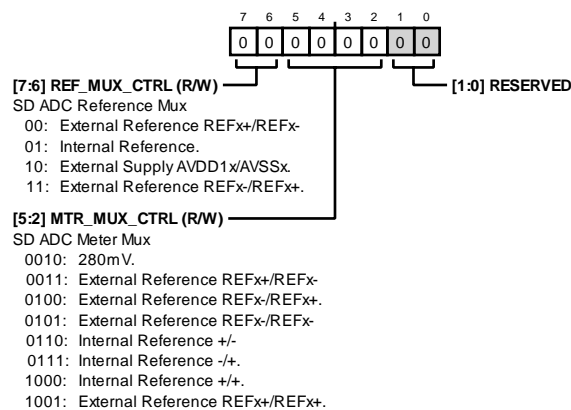 7 6 5 4 3 2 1 0
0 0 0 0 0 0 0 0
[7:6] REF_MUX_CTRL (R/W)
[1:0] RESERVED
SD ADC Reference Mux
00: External Reference REFx+/REFx-
01: Internal Reference.
10: External Supply AVDD1x/AVSSx.
11: External Reference REFx-/REFx+.
[5:2] MTR_MUX_CTRL (R/W)
SD ADC Meter Mux
0010: 280mV.
0011: External Reference REFx+/REFx-
0100: External Reference REFx-/REFx+.
0101: External Reference REFx-/REFx-
0110: Internal Reference +/-
0111: Internal Reference -/+.
1000: Internal Reference +/+.
1001: External Reference REFx+/REFx+.